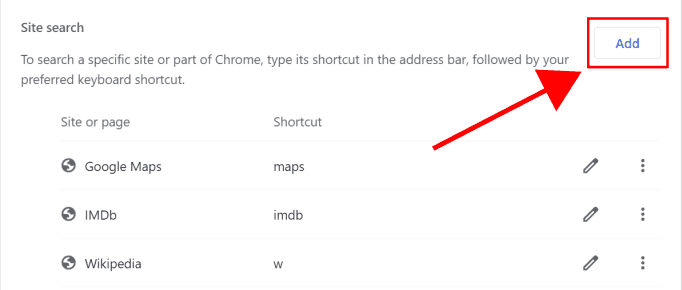 Site search
Add
To search a specific site or part of Chrome, type its shortcut in the address bar, followed by your
preferred keyboard shortcut.
Site or page Shortcut
Google Maps maps
IMDb imdb
Wikipedia w